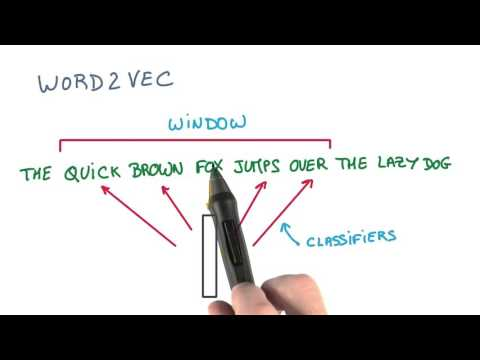 WORD2VEC
WINDOW
THE QUICK BROWN FOX JUMPS OVER THE LAZY DOG
CLASSIFIERS